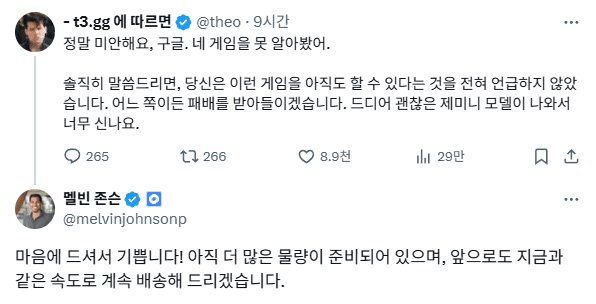 - t3.gg 에 따르면 @theo · 9시간
정말 미안해요, 구글. 네 게임을 못 알아봤어.
솔직히 말씀드리면, 당신은 이런 게임을 아직도 할 수 있다는 것을 전혀 언급하지 않았
습니다. 어느 쪽이든 패배를 받아들이겠습니다. 드디어 괜찮은 제미니 모델이 나와서
너무 신나요.
265 266 8.9천 29만
멜빈 존슨
@melvinjohnsonp
마음에 드셔서 기쁩니다! 아직 더 많은 물량이 준비되어 있으며, 앞으로도 지금과
같은 속도로 계속 배송해 드리겠습니다.